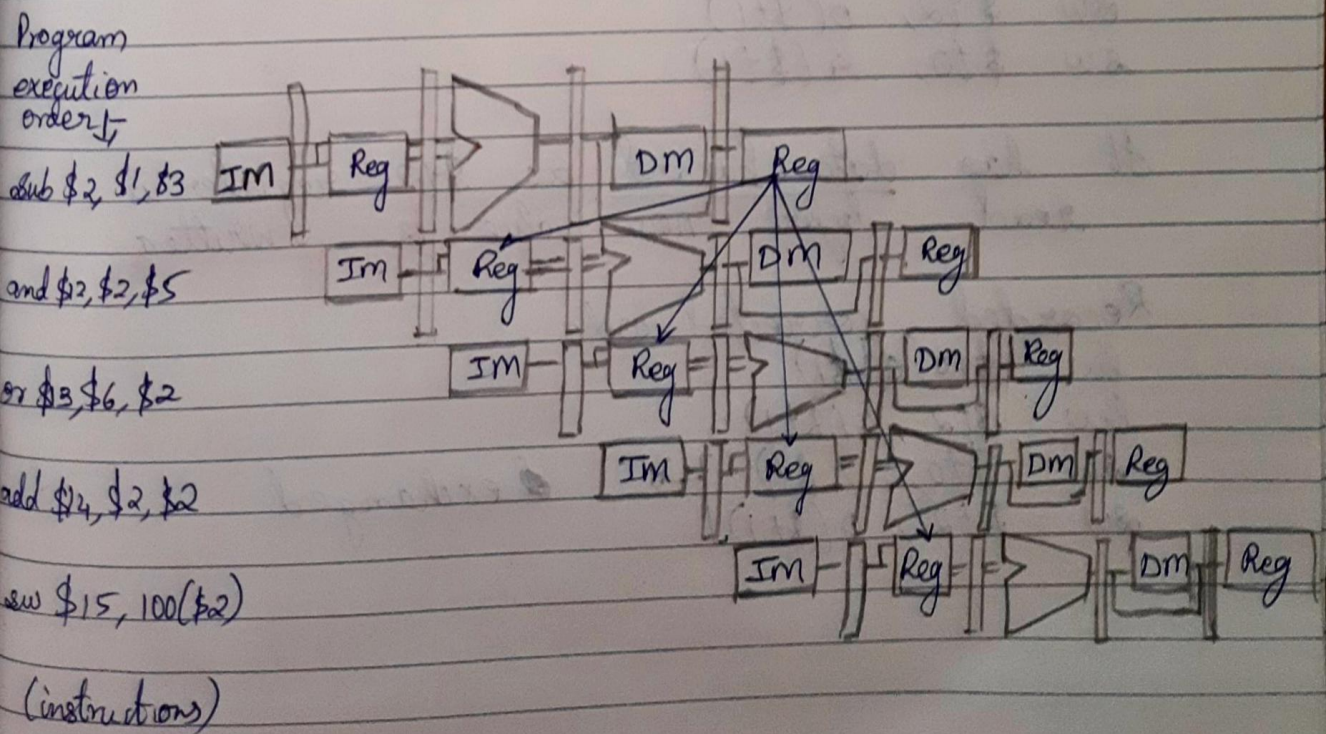 Program
execution
order
sub $2, $1, $3 IM Reg DM Reg
and $12, $2, $5 Im Reg DM Reg
or $13, $6, $2 IM Reg DM Reg
add $14, $2, $2 IM Reg DM Reg
sw $15, 100($2) IM Reg DM Reg
(instructions)